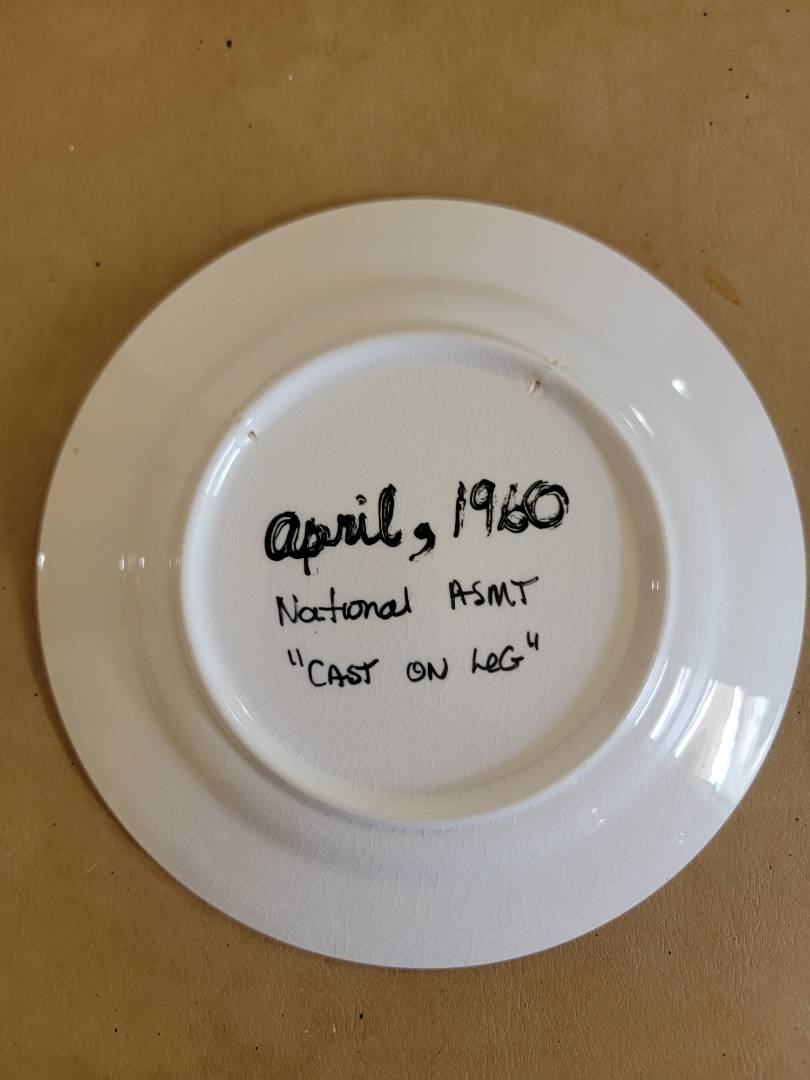 April, 1960
National ASMT
"CAST ON LeG"